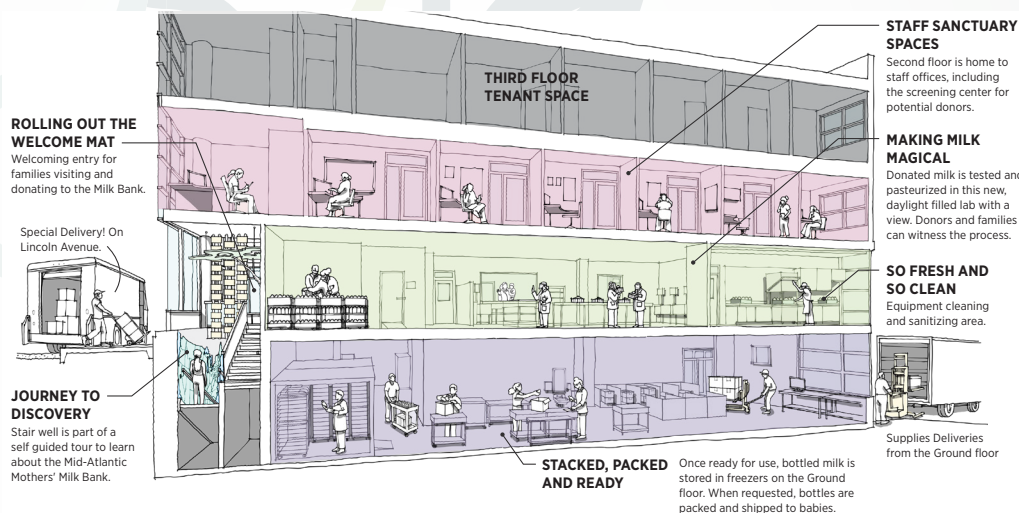 THIRD FLOOR
TENANT SPACE
ROLLING OUT THE
WELCOME MAT
Welcoming entry for
families visiting and
donating to the Milk Bank.
Special Delivery! On
Lincoln Avenue.
JOURNEY TO
DISCOVERY
Stair well is part of a
self guided tour to learn
about the Mid-Atlantic
Mothers' Milk Bank.
STACKED, PACKED
AND READY
Once ready for use, bottled milk is
stored in freezers on the Ground
floor. When requested, bottles are
packed and shipped to babies.
STAFF SANCTUARY
SPACES
Second floor is home to
staff offices, including
the screening center for
potential donors.
MAKING MILK
MAGICAL
Donated milk is tested and
pasteurized in this new,
daylight filled lab with a
view. Donors and families
can witness the process.
SO FRESH AND
SO CLEAN
Equipment cleaning
and sanitizing area.
Supplies Deliveries
from the Ground floor